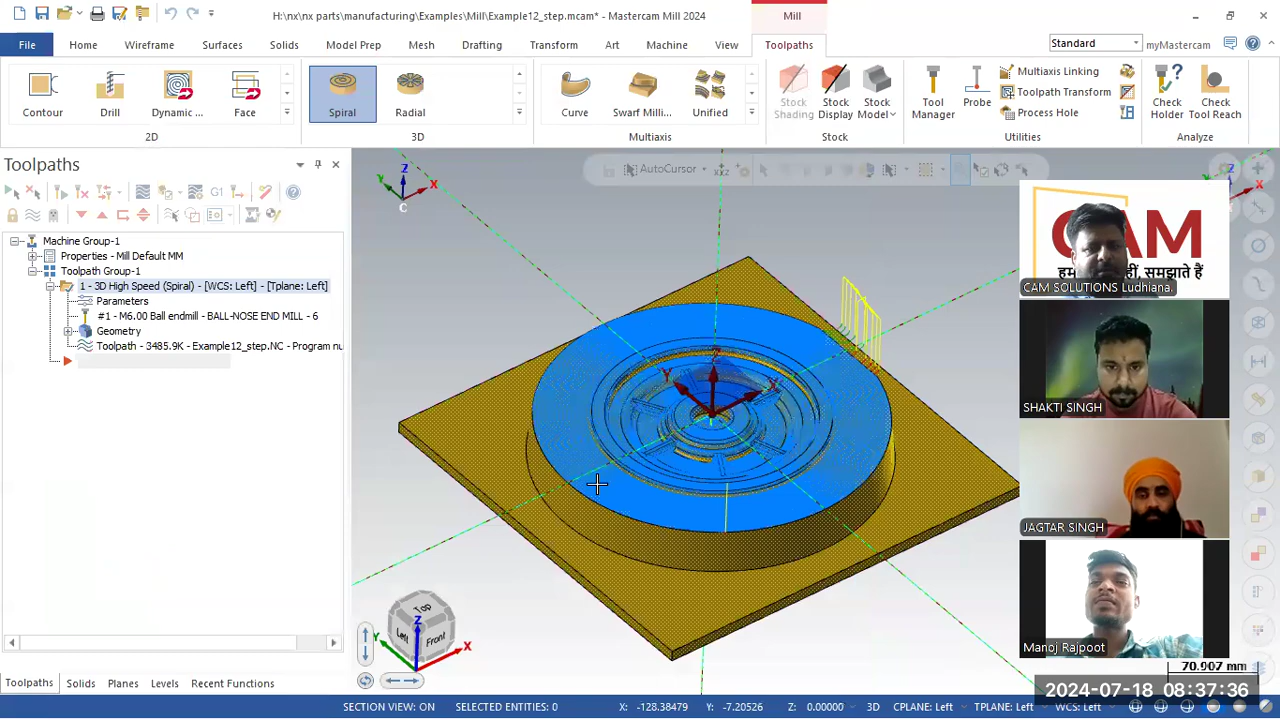 H:\nx\nx parts\manufacturing\Examples\Mill\Example12_step.mcam* - Mastercam Mill 2024
Mill
File
Home
Wireframe
Surfaces
Solids
Model Prep
Mesh
Drafting
Transform
Art
Machine
View
Toolpaths
Standard
myMastercam
Contour
Drill
Dynamic ...
Face
2D
Spiral
Radial
3D
Curve
Swarf Milli...
Unified
Multiaxis
Stock Shading
Stock Display
Stock Model
Stock
Tool Manager
Probe
Multiaxis Linking
Toolpath Transform
Process Hole
Utilities
Check Holder
Check Tool Reach
Analyze
Toolpaths
G1
Machine Group-1
Properties - Mill Default MM
Toolpath Group-1
1 - 3D High Speed (Spiral) - [WCS: Left] - [Tplane: Left]
Parameters
#1 - M6.00 Ball endmill - BALL-NOSE END MILL - 6
Geometry
Toolpath - 3485.9K - Example12_step.NC - Program nu
AutoCursor
Z
Y
X
C
X
Z
Y
X
Top
Left
Front
Z
Y
X
CAM
समझाते हैं
CAM SOLUTIONS Ludhiana.
SHAKTI SINGH
JAGTAR SINGH
Manoj Rajpoot
70.907 mm
2024-07-18 08:37:36
Toolpaths
Solids
Planes
Levels
Recent Functions
SECTION VIEW: ON
SELECTED ENTITIES: 0
X: -128.38479
Y: -7.20526
Z: 0.00000
3D
CPLANE: Left
TPLANE: Left
WCS: Left